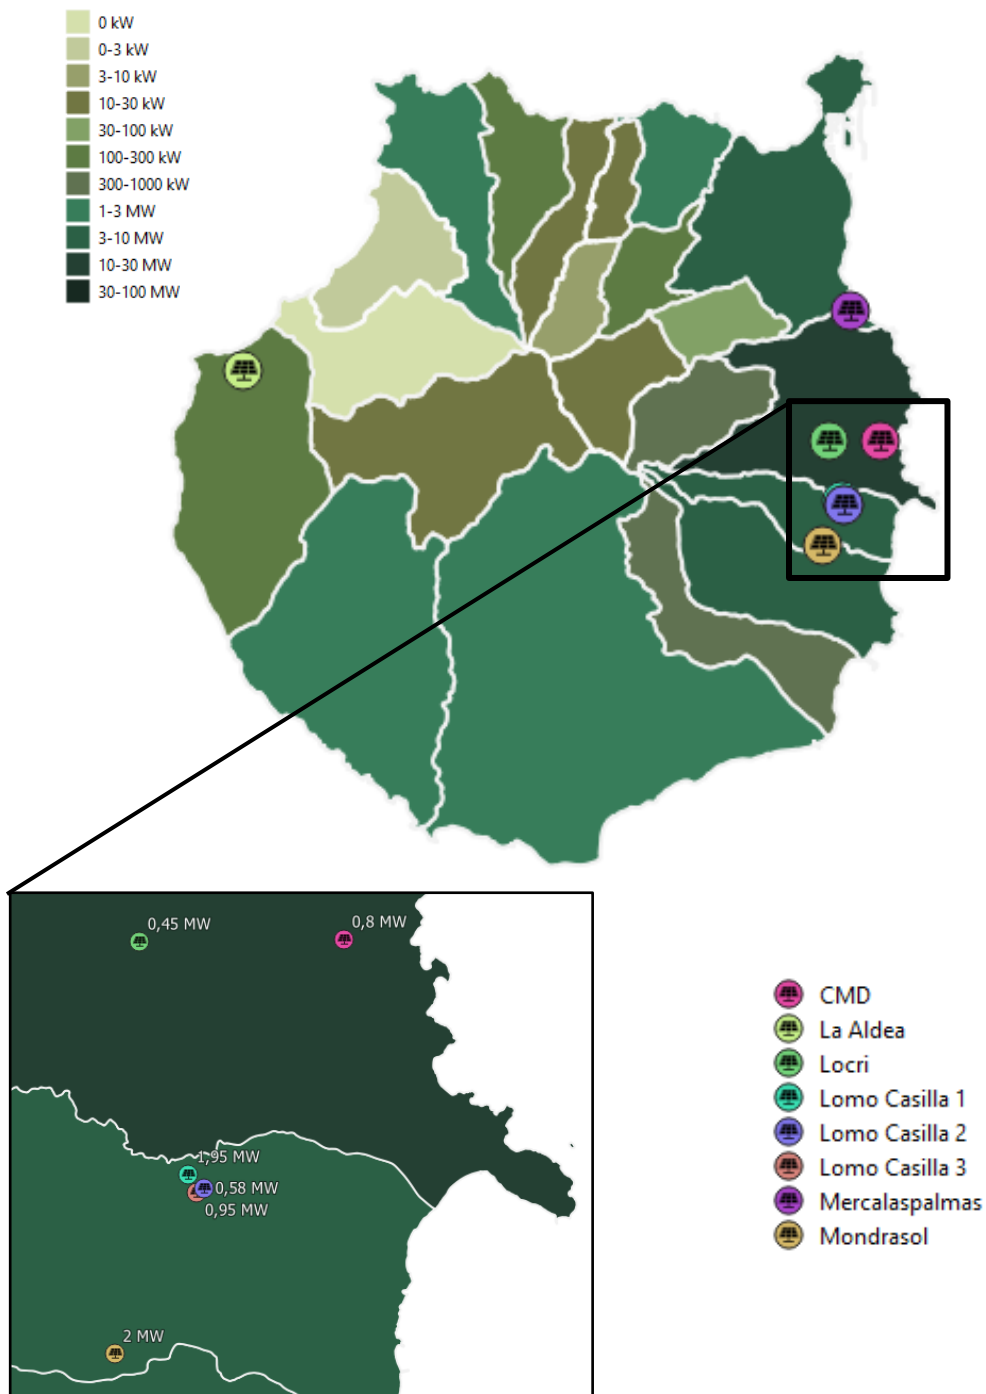 0 kW
0-3 kW
3-10 kW
10-30 kW
30-100 kW
100-300 kW
300-1000 kW
1-3 MW
3-10 MW
10-30 MW
30-100 MW
0,45 MW
0,8 MW
1,95 MW
0,58 MW
0,95 MW
2 MW
CMD
La Aldea
Locri
Lomo Casilla 1
Lomo Casilla 2
Lomo Casilla 3
Mercalaspalmas
Mondrasol